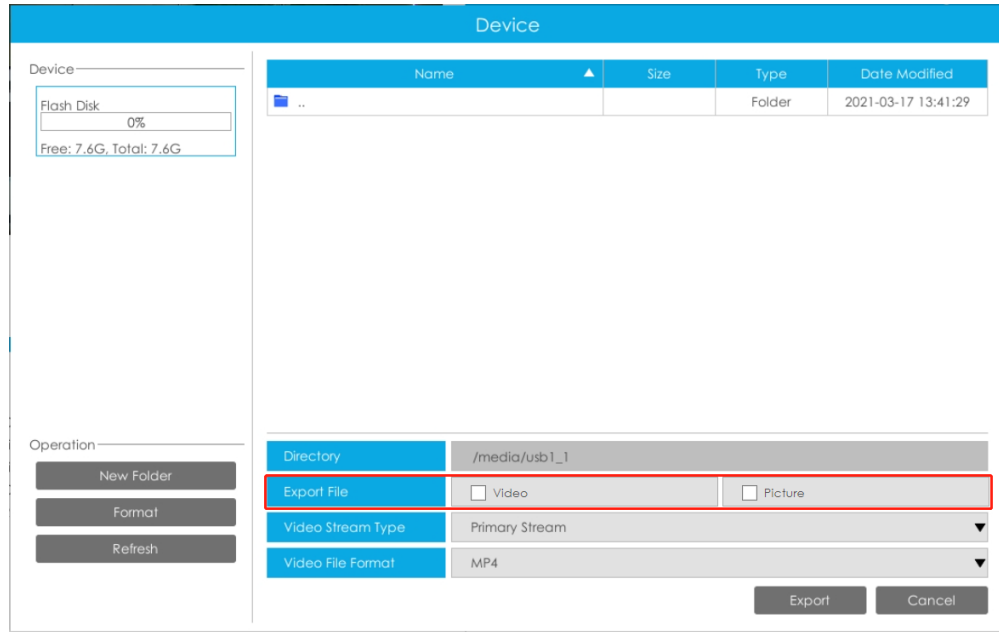 Device
Device
Flash Disk
0%
Free: 7.6G, Total: 7.6G
Name Size Type Date Modified
.. Folder 2021-03-17 13:41:29
Operation
New Folder
Format
Refresh
Directory /media/usb1_1
Export File Video Picture
Video Stream Type Primary Stream
Video File Format MP4
Export Cancel